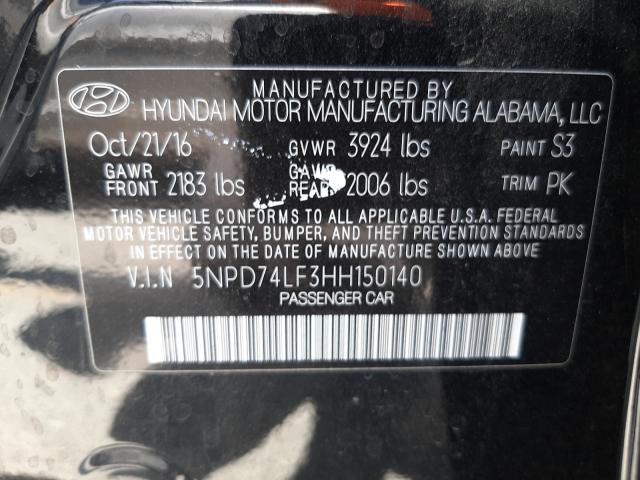 MANUFACTURED BY
HYUNDAI MOTOR MANUFACTURING ALABAMA, LLC
Oct/21/16 GVWR 3924 lbs PAINT S3
GAWR FRONT 2183 lbs GAWR REAR 2006 lbs TRIM PK
THIS VEHICLE CONFORMS TO ALL APPLICABLE U.S.A. FEDERAL
MOTOR VEHICLE SAFETY, BUMPER, AND THEFT PREVENTION STANDARDS
SHOWN ABOVE IN EFFECT ON THE DATE OF MANUFACTURE
V.I.N 5NPD74LF3HH150140
PASSENGER CAR